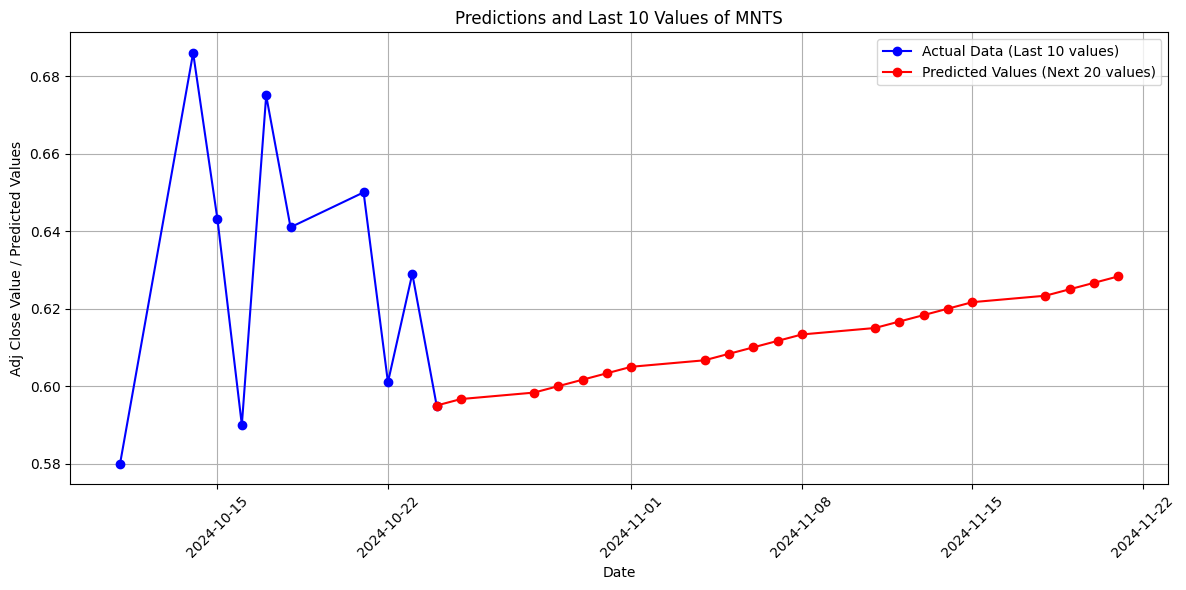 Predictions and Last 10 Values of MNTS
Actual Data (Last 10 values)
Predicted Values (Next 20 values)
Adj Close Value / Predicted Values
0.68
0.66
0.64
0.62
0.60
0.58
2024-10-15
2024-10-22
2024-11-01
2024-11-08
2024-11-15
2024-11-22
Date